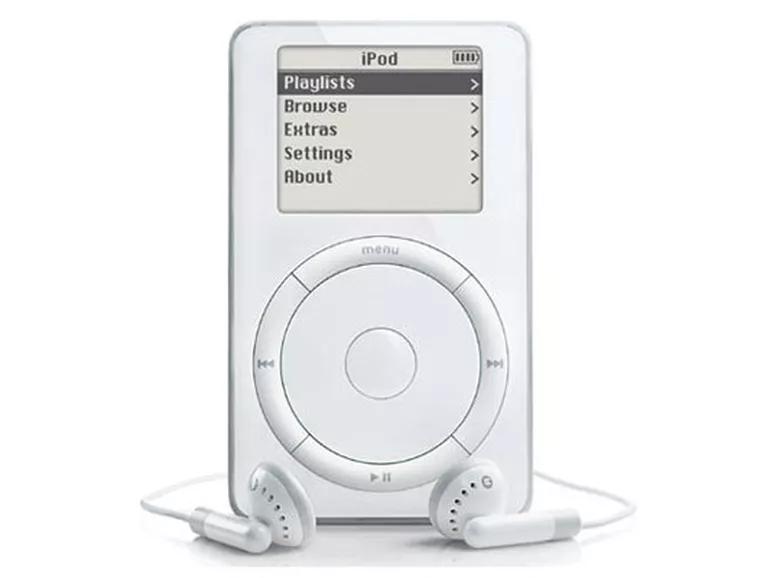 iPod
Playlists >
Browse >
Extras >
Settings >
About >
menu